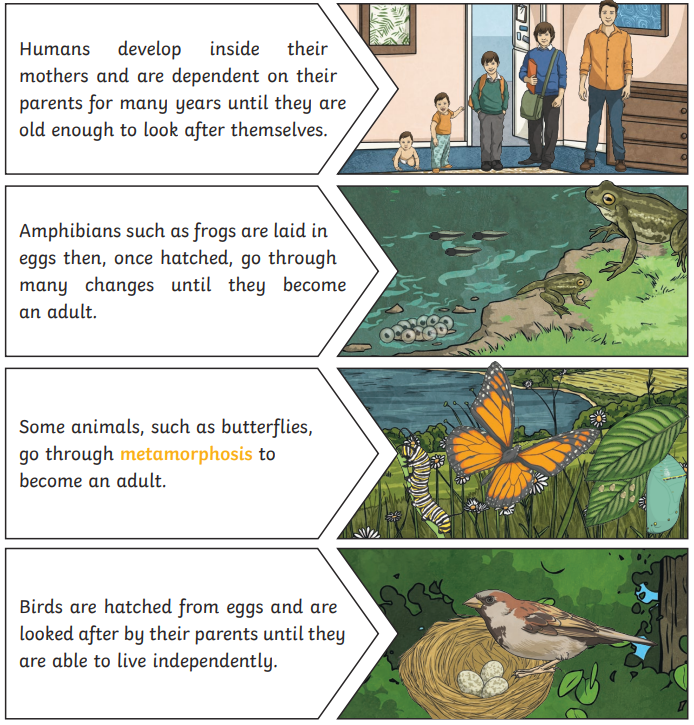 Humans develop inside their
mothers and are dependent on their
parents for many years until they are
old enough to look after themselves.
Amphibians such as frogs are laid in
eggs then, once hatched, go through
many changes until they become
an adult.
Some animals, such as butterflies,
go through metamorphosis to
become an adult.
Birds are hatched from eggs and are
looked after by their parents until they
are able to live independently.